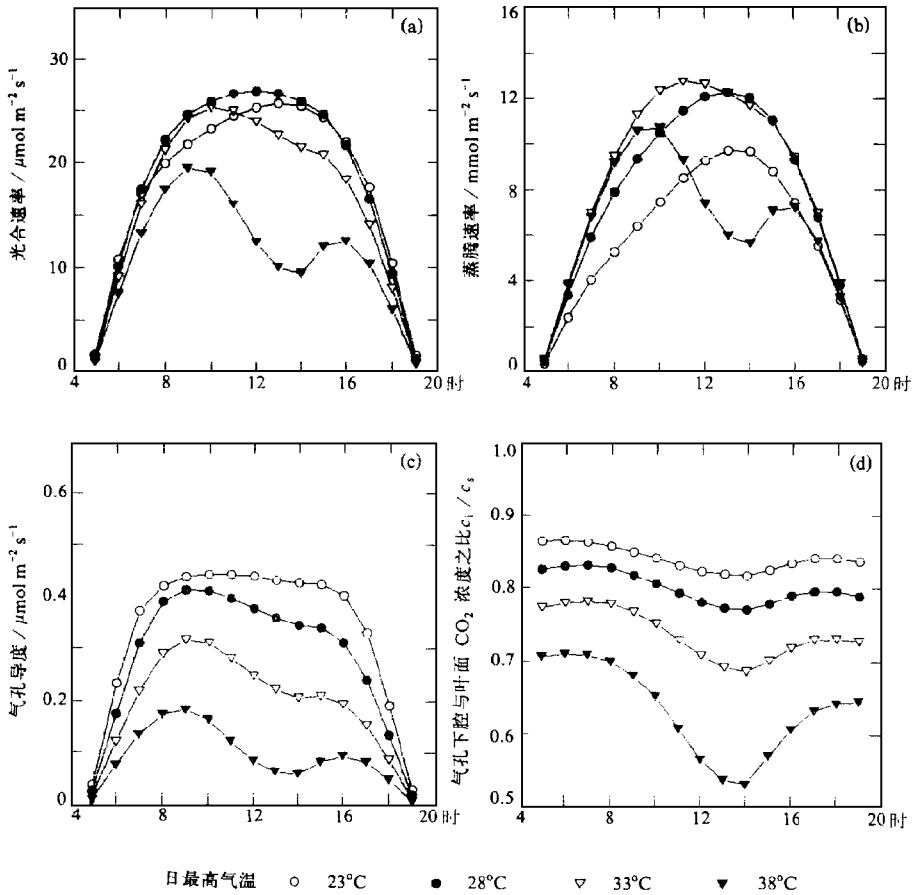 (a)
光合速率 / μmol m⁻² s⁻¹
30
20
10
0
4 8 12 16 20 时
(b)
蒸腾速率 / mmol m⁻² s⁻¹
16
12
8
4
0
4 8 12 16 20 时
(c)
气孔导度 / μmol m⁻² s⁻¹
0.6
0.4
0.2
0
4 8 12 16 20 时
(d)
气孔下腔与叶面 CO₂ 浓度之比 cᵢ / cₛ
1.0
0.9
0.8
0.7
0.6
0.5
4 8 12 16 20 时
日最高气温 ○ 23°C ● 28°C ▽ 33°C ▼ 38°C